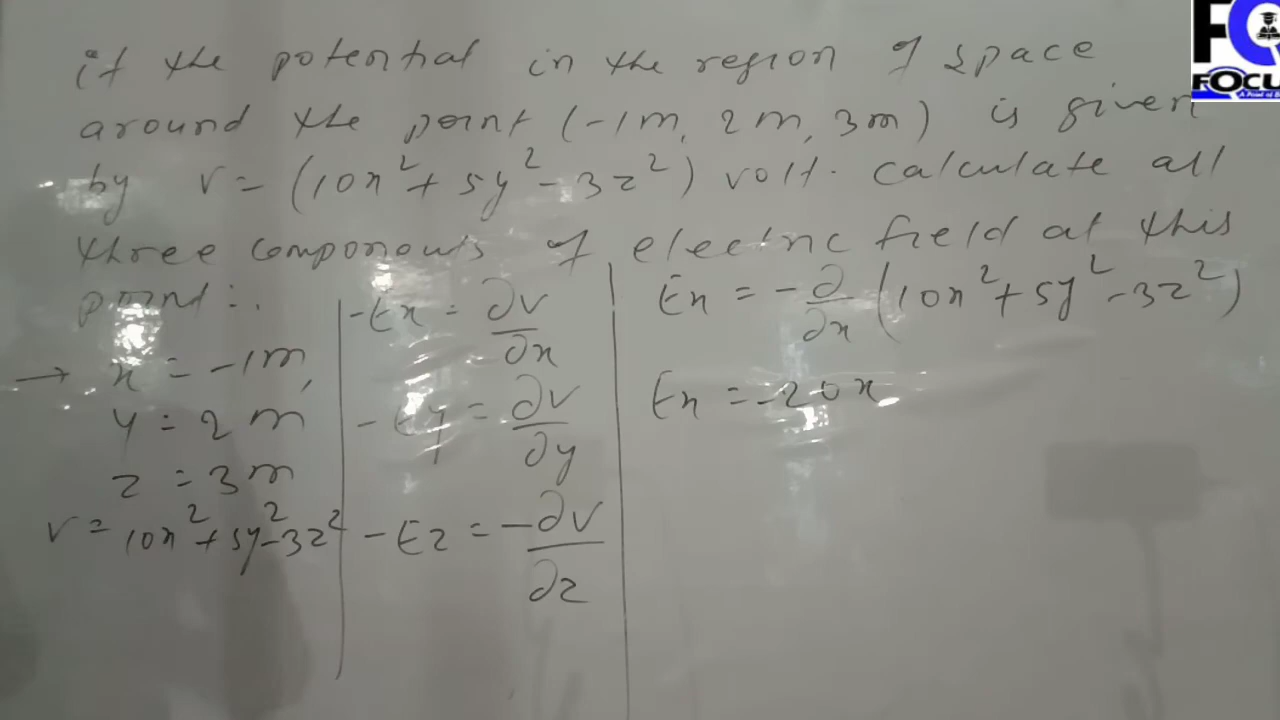 if the potential in the region of space
around the point (-1m, 2m, 3m) is given
by v = (10x² + 5y² - 3z²) volt. calculate all
three componows of electric field at this
point :.
→ x = -1m,
y = 2m
z = 3m
v = 10x² + 5y² - 3z²
-Ex = ∂v/∂x
-Ey = ∂v/∂y
-Ez = -∂v/∂z
Ex = -∂/∂x (10x² + 5y² - 3z²)
Ex = -20x
FOCU